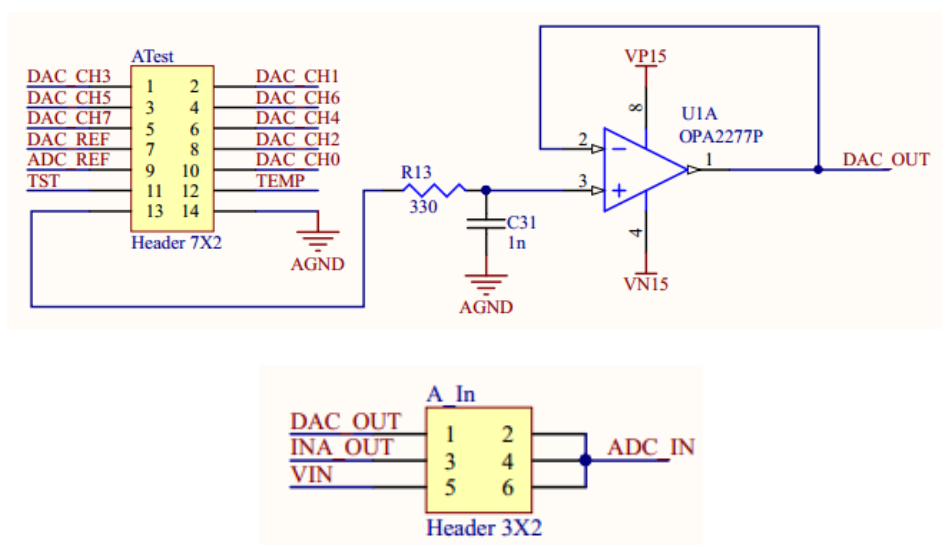 ATest
DAC_CH3 1 2 DAC_CH1
DAC_CH5 3 4 DAC_CH6
DAC_CH7 5 6 DAC_CH4
DAC_REF 7 8 DAC_CH2
ADC_REF 9 10 DAC_CH0
TST 11 12 TEMP
13 14
Header 7X2
AGND
R13
330
C31
1n
AGND
VP15
8
U1A
OPA2277P
2
1
DAC_OUT
3
4
VN15
A_In
DAC_OUT 1 2
INA_OUT 3 4 ADC_IN
VIN 5 6
Header 3X2